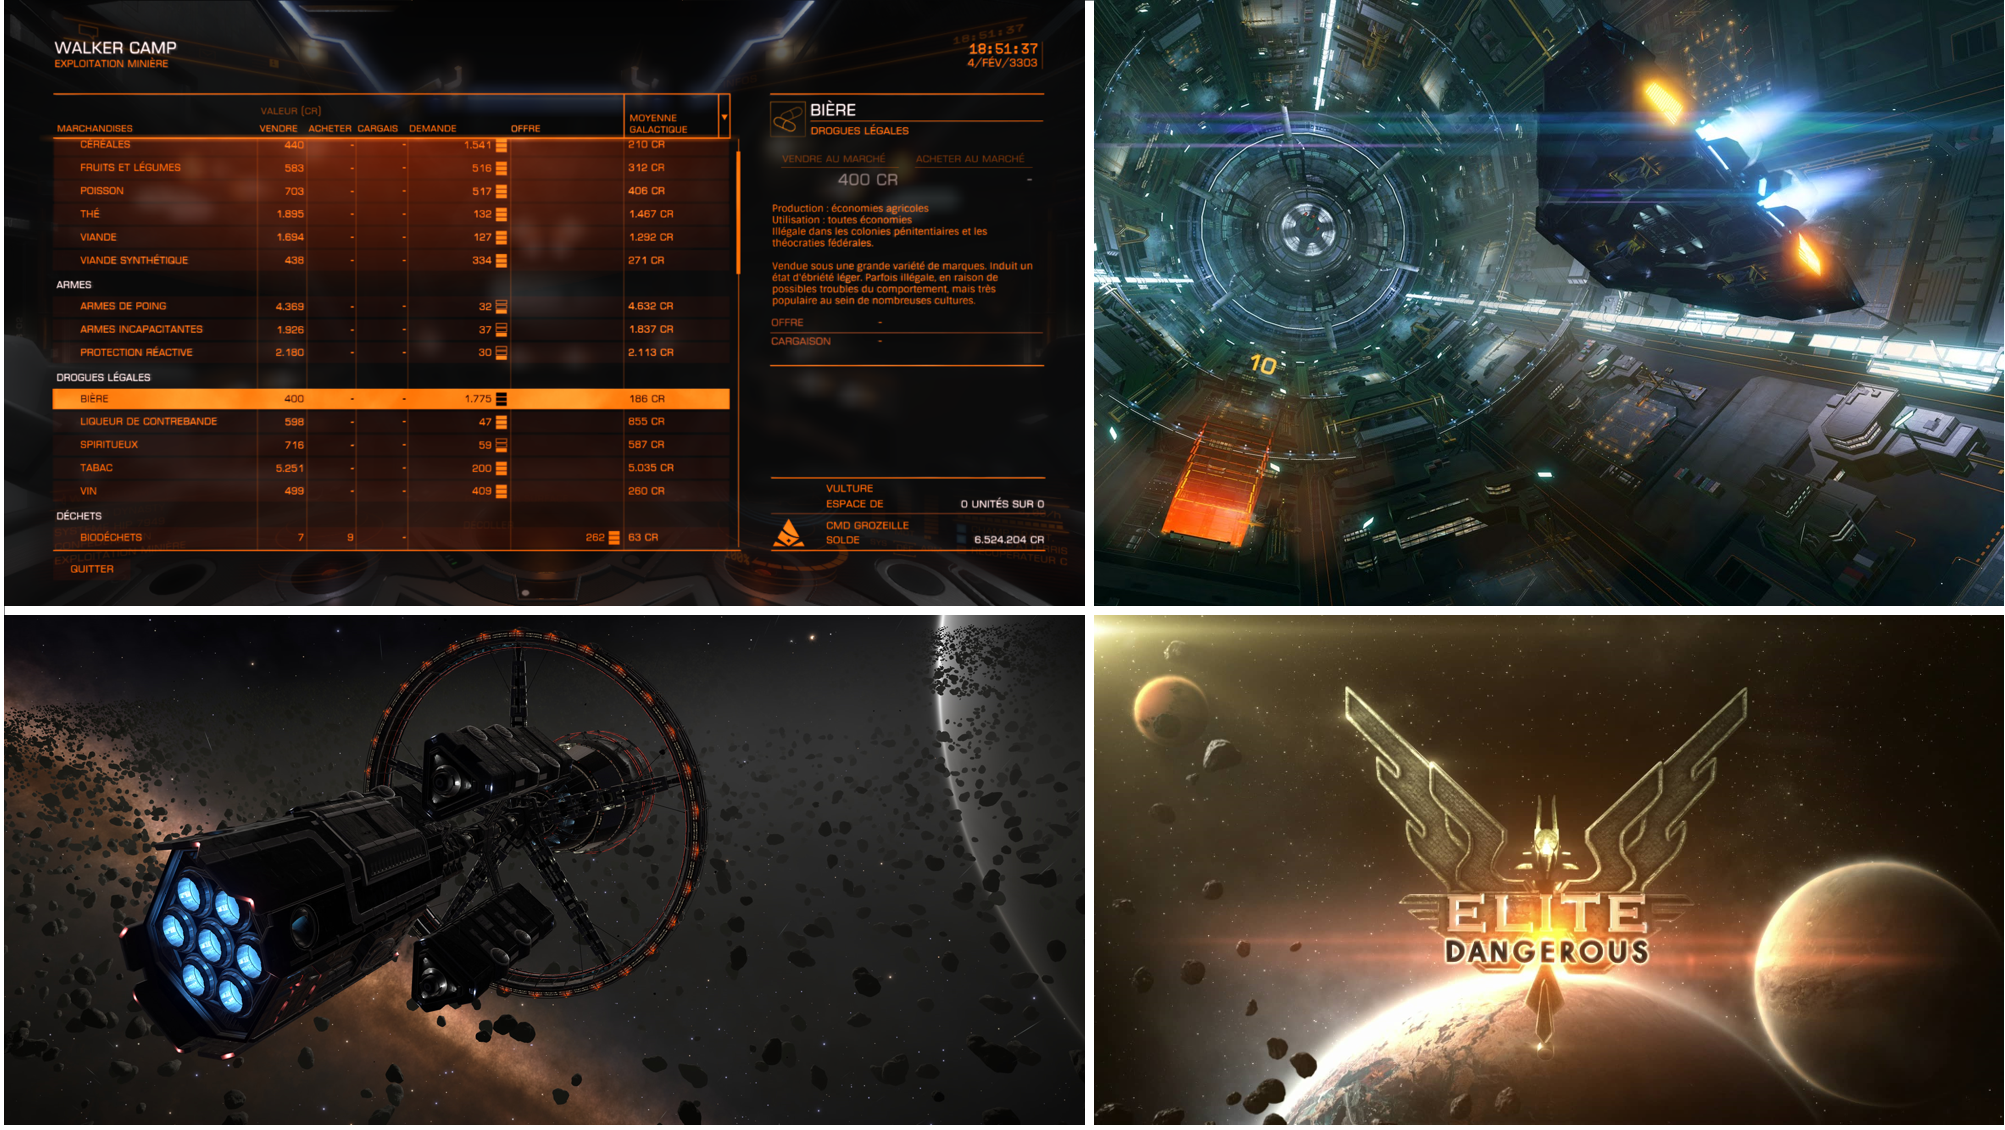 WALKER CAMP
EXPLOITATION MINIÈRE
18:51:37
18:51:37
4/FÉV/3303
VALEUR (CR)
MARCHANDISES VENDRE ACHETER CARGAIS DEMANDE OFFRE MOYENNE GALACTIQUE
CÉRÉALES 440 - - 1.541 210 CR
FRUITS ET LÉGUMES 583 - - 516 312 CR
POISSON 703 - - 517 406 CR
THÉ 1.895 - - 132 1.467 CR
VIANDE 1.694 - - 127 1.292 CR
VIANDE SYNTHÉTIQUE 438 - - 334 271 CR
ARMES
ARMES DE POING 4.369 - - 32 4.632 CR
ARMES INCAPACITANTES 1.926 - - 37 1.837 CR
PROTECTION RÉACTIVE 2.180 - - 30 2.113 CR
DROGUES LÉGALES
BIÈRE 400 - - 1.775 186 CR
LIQUEUR DE CONTREBANDE 598 - - 47 855 CR
SPIRITUEUX 716 - - 59 587 CR
TABAC 5.251 - - 200 5.035 CR
VIN 499 - - 409 260 CR
DÉCHETS
BIODÉCHETS 7 9 - 262 63 CR
EXPLOITATION MINIÈRE
QUITTER
BIÈRE
DROGUES LÉGALES
VENDRE AU MARCHÉ ACHETER AU MARCHÉ
400 CR -
Production : économies agricoles
Utilisation : toutes économies
Illégale dans les colonies pénitentiaires et les
théocraties fédérales.
Vendue sous une grande variété de marques. Induit un
état d'ébriété léger. Parfois illégale, en raison de
possibles troubles du comportement, mais très
populaire au sein de nombreuses cultures.
OFFRE -
CARGAISON -
VULTURE
ESPACE DE 0 UNITÉS SUR 0
CMD GROZEILLE
SOLDE 6.524.204 CR
10
ELITE
DANGEROUS